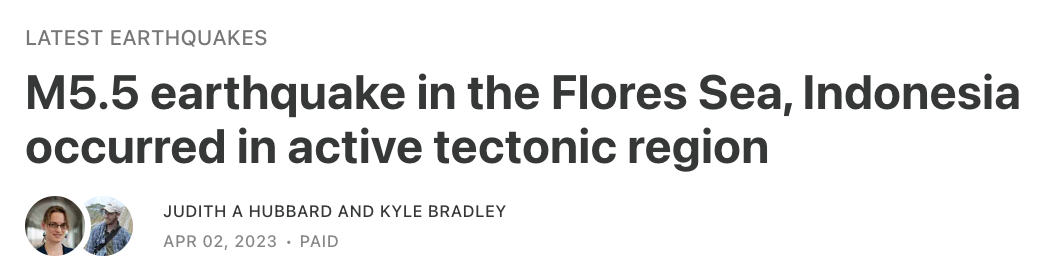 LATEST EARTHQUAKES
M5.5 earthquake in the Flores Sea, Indonesia
occurred in active tectonic region
JUDITH A HUBBARD AND KYLE BRADLEY
APR 02, 2023 • PAID